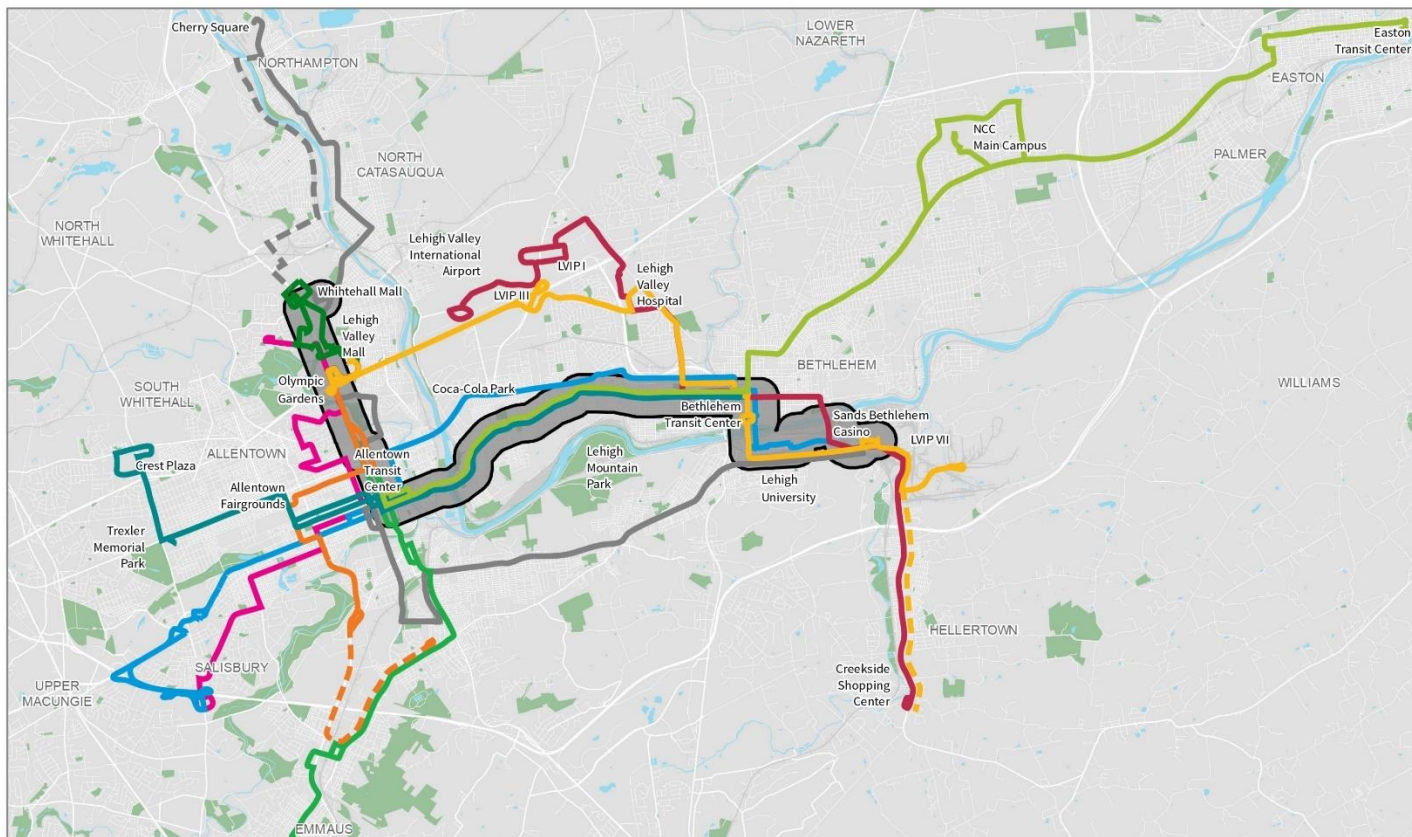 Cherry Square
NORTHAMPTON
LOWER
NAZARETH
Easton
Transit Center
EASTON
NCC
Main Campus
PALMER
NORTH
CATASAUQUA
NORTH
WHITEHALL
Lehigh Valley
International
Airport
LVIP I
LVIP III
Lehigh
Valley
Hospital
Whihtehall Mall
Lehigh
Valley
Mall
SOUTH
WHITEHALL
Olympic
Gardens
Coca-Cola Park
BETHLEHEM
WILLIAMS
Bethlehem
Transit Center
Sands Bethlehem
Casino
LVIP VII
ALLENTOWN
Crest Plaza
Allentown
Transit
Center
Allentown
Fairgrounds
Lehigh
Mountain
Park
Lehigh
University
Trexler
Memorial
Park
HELLERTOWN
SALISBURY
UPPER
MACUNGIE
Creekside
Shopping
Center
EMMAUS